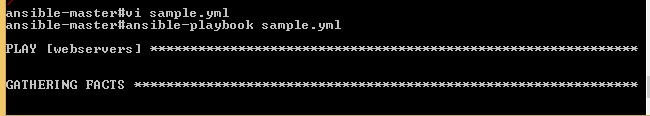 ansible-master#vi sample.yml
ansible-master#ansible-playbook sample.yml
PLAY [webservers] *************************************************************
GATHERING FACTS ***************************************************************